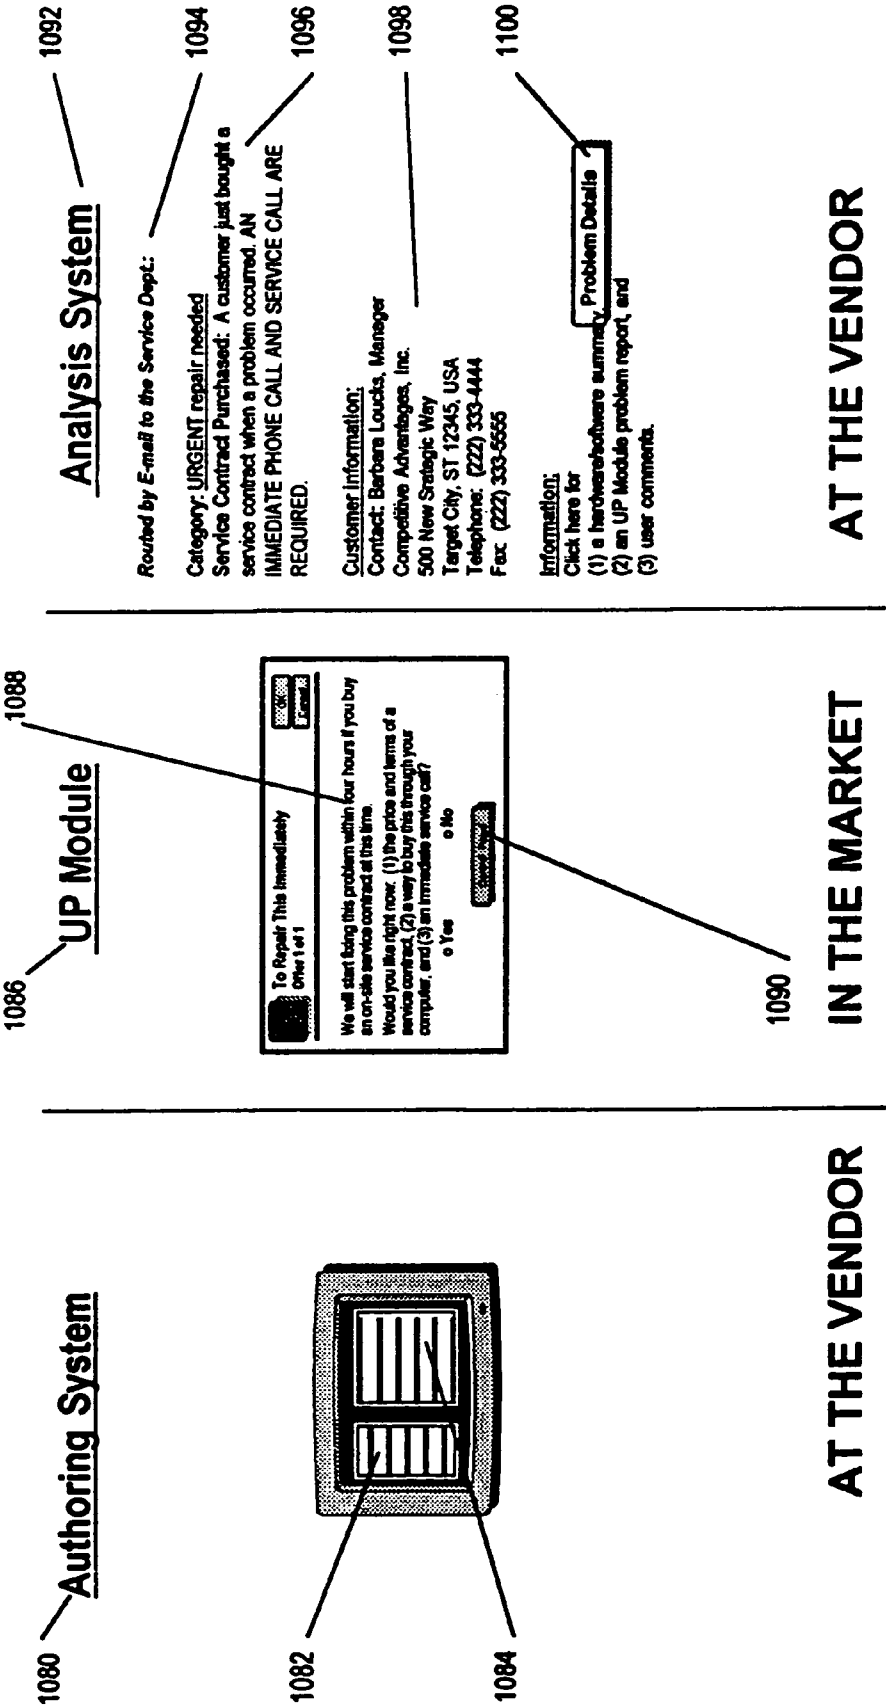 1080
Authoring System
1082
1084
AT THE VENDOR
1086
UP Module
1088
To Repair This Immediately
Offer 1 of 1
OK
Cancel
We will start fixing this problem within four hours if you buy
an on-site service contract at this time.
Would you like right now: (1) the price and terms of a
service contract, (2) a way to buy this through your
computer, and (3) an immediate service call?
o Yes
o No
1090
IN THE MARKET
1092
Analysis System
1094
Routed by E-mail to the Service Dept.:
1096
Category: URGENT repair needed
Service Contract Purchased: A customer just bought a
service contract when a problem occurred. AN
IMMEDIATE PHONE CALL AND SERVICE CALL ARE
REQUIRED.
1098
Customer Information:
Contact: Barbara Loucks, Manager
Competitive Advantages, Inc.
500 New Srategic Way
Target City, ST 12345, USA
Telephone: (222) 333-4444
Fax: (222) 333-5555
1100
Information:
Click here for
Problem Details
(1) a hardware/software summary,
(2) an UP Module problem report, and
(3) user comments.
AT THE VENDOR